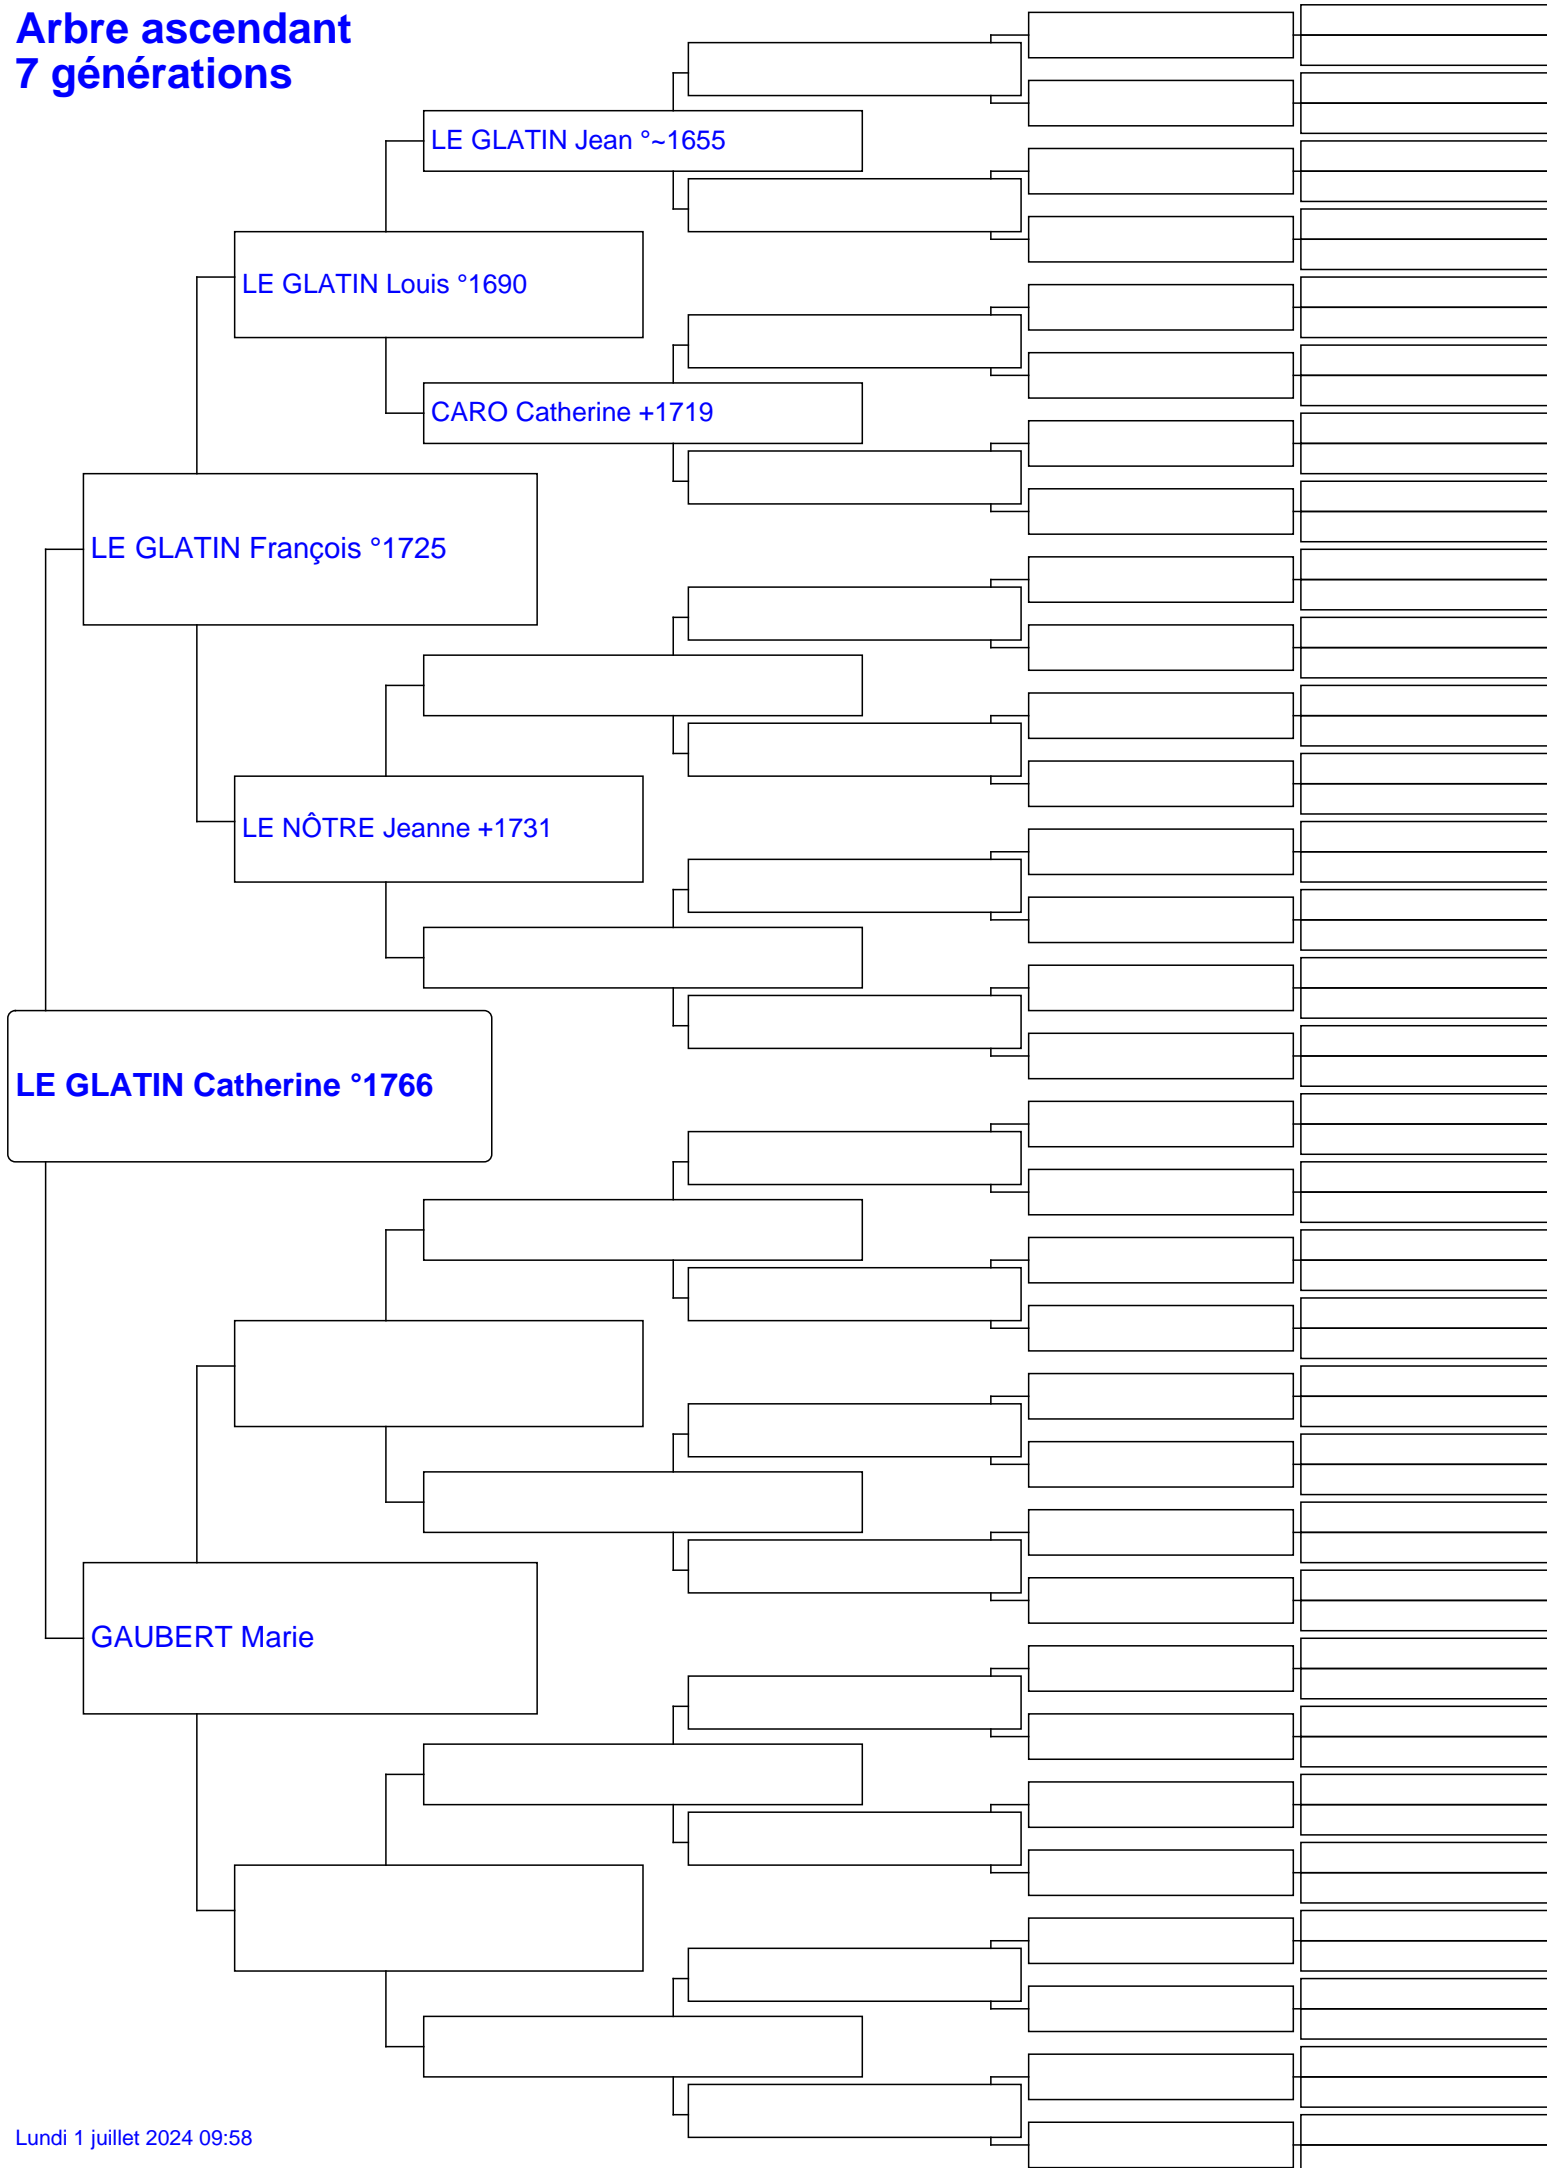 Arbre ascendant
7 générations
LE GLATIN Jean °~1655
LE GLATIN Louis °1690
CARO Catherine +1719
LE GLATIN François °1725
LE NÔTRE Jeanne +1731
LE GLATIN Catherine °1766
GAUBERT Marie
Lundi 1 juillet 2024 09:58